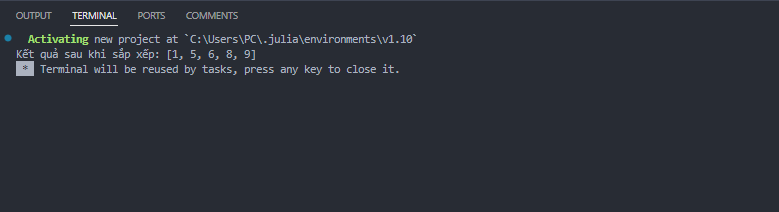 OUTPUT TERMINAL PORTS COMMENTS
Activating new project at `C:\Users\PC\.julia\environments\v1.10`
Kết quả sau khi sắp xếp: [1, 5, 6, 8, 9]
* Terminal will be reused by tasks, press any key to close it.